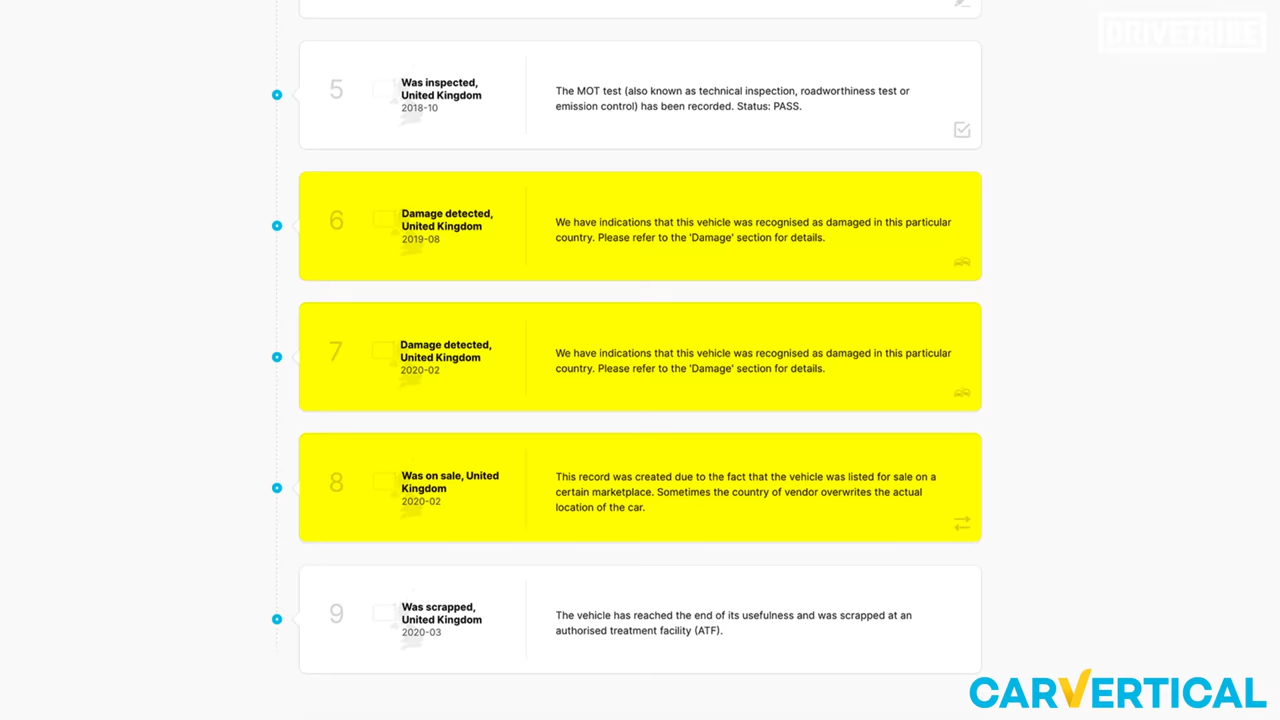 DRIVETRIBE
5
Was inspected,
United Kingdom
2018-10
The MOT test (also known as technical inspection, roadworthiness test or
emission control) has been recorded. Status: PASS.
6
Damage detected,
United Kingdom
2019-08
We have indications that this vehicle was recognised as damaged in this particular
country. Please refer to the 'Damage' section for details.
7
Damage detected,
United Kingdom
2020-02
We have indications that this vehicle was recognised as damaged in this particular
country. Please refer to the 'Damage' section for details.
8
Was on sale, United
Kingdom
2020-02
This record was created due to the fact that the vehicle was listed for sale on a
certain marketplace. Sometimes the country of vendor overwrites the actual
location of the car.
9
Was scrapped,
United Kingdom
2020-03
The vehicle has reached the end of its usefulness and was scrapped at an
authorised treatment facility (ATF).
CARVERTICAL